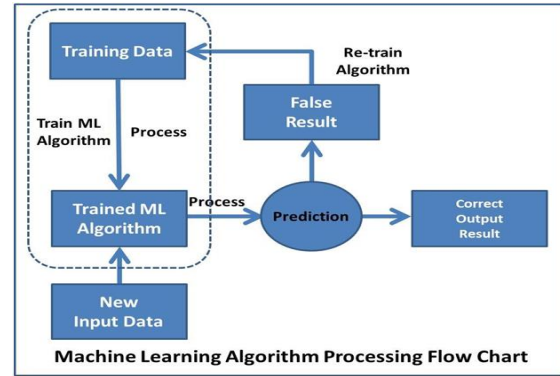 Training Data
Re-train
Algorithm
False
Result
Train ML
Algorithm
Process
Trained ML
Algorithm
Process
Prediction
Correct
Output
Result
New
Input Data
Machine Learning Algorithm Processing Flow Chart